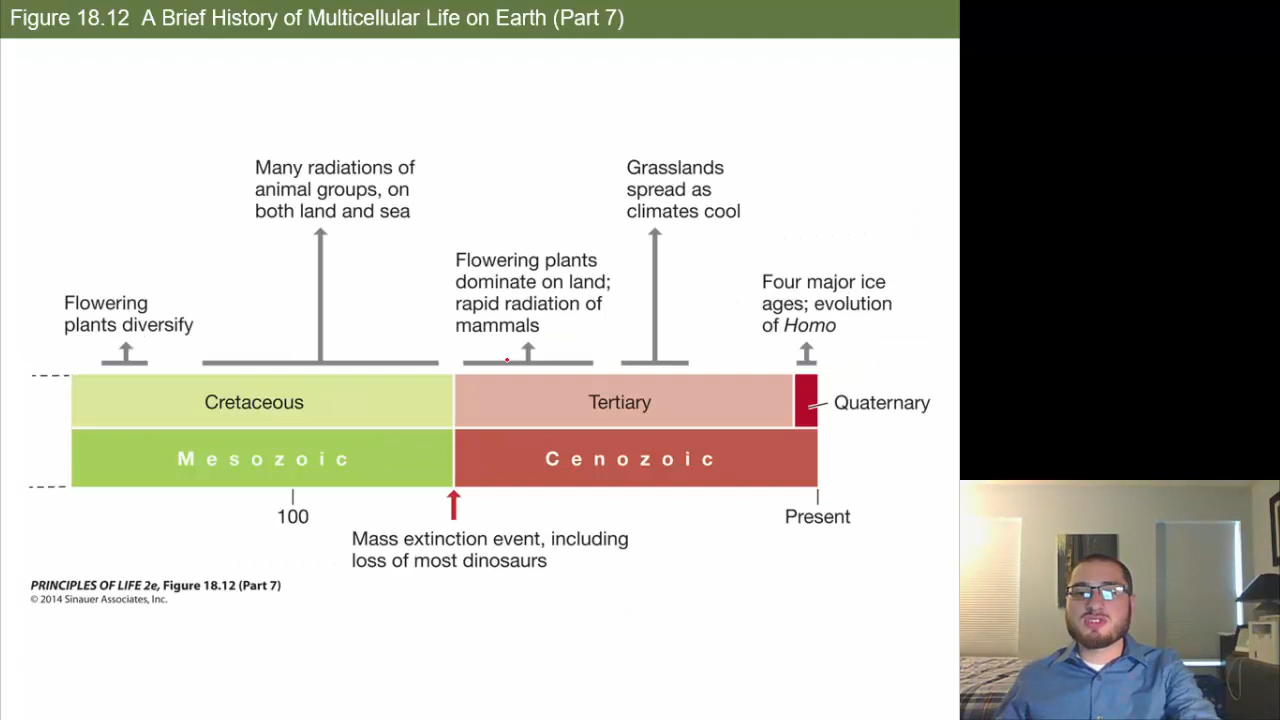 Figure 18.12 A Brief History of Multicellular Life on Earth (Part 7)
Many radiations of
animal groups, on
both land and sea
Grasslands
spread as
climates cool
Flowering plants
dominate on land;
rapid radiation of
mammals
Flowering
plants diversify
Four major ice
ages; evolution
of Homo
Cretaceous
Tertiary
Quaternary
Mesozoic
Cenozoic
100
Present
Mass extinction event, including
loss of most dinosaurs
PRINCIPLES OF LIFE 2e, Figure 18.12 (Part 7)
© 2014 Sinauer Associates, Inc.